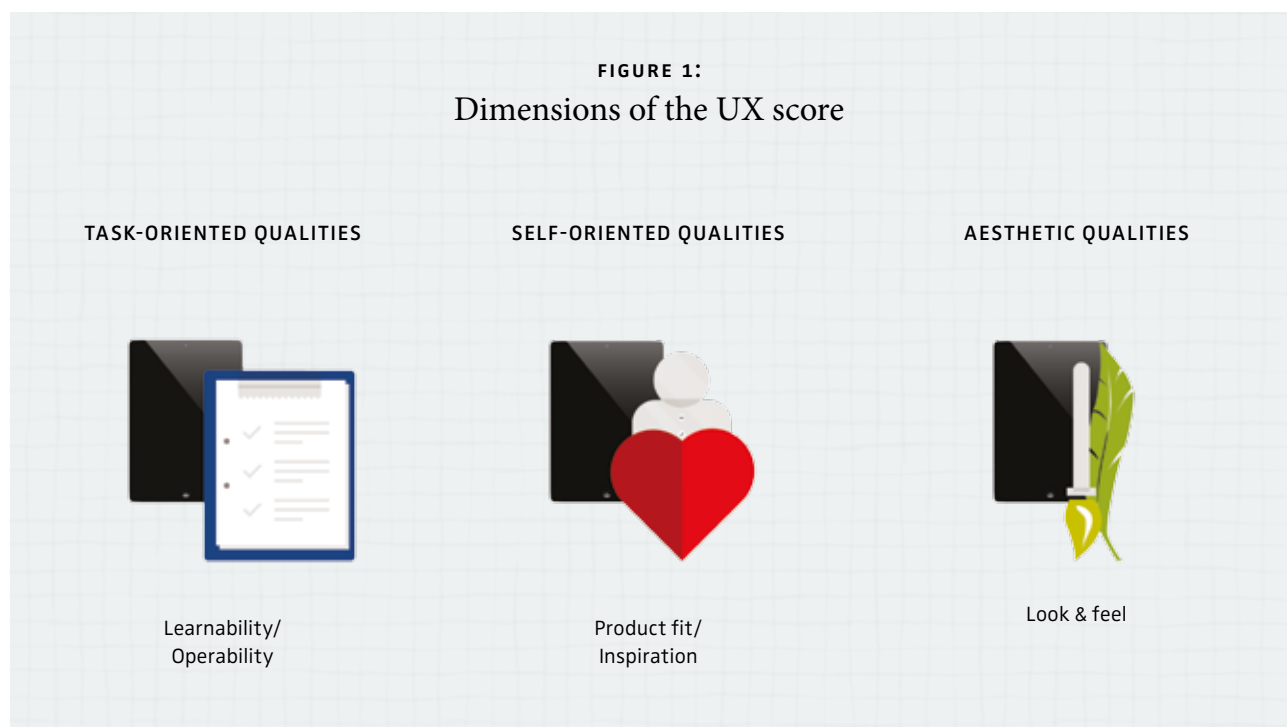 FIGURE 1:
Dimensions of the UX score
TASK-ORIENTED QUALITIES
SELF-ORIENTED QUALITIES
AESTHETIC QUALITIES
Learnability/
Operability
Product fit/
Inspiration
Look & feel